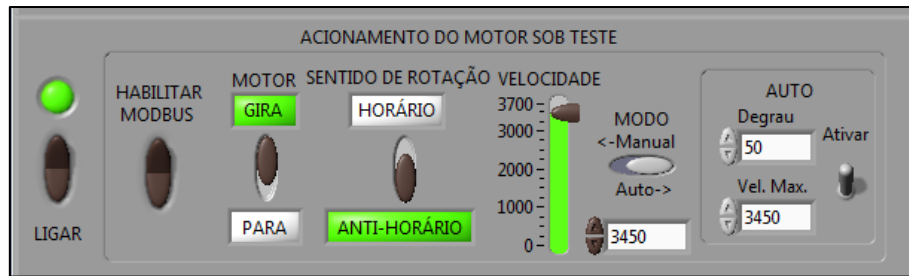 ACIONAMENTO DO MOTOR SOB TESTE
LIGAR
HABILITAR
MODBUS
MOTOR
GIRA
PARA
SENTIDO DE ROTAÇÃO
HORÁRIO
ANTI-HORÁRIO
VELOCIDADE
3700
3000
2000
1000
0
3450
MODO
<-Manual
Auto->
AUTO
Degrau
50
Vel. Max.
3450
Ativar